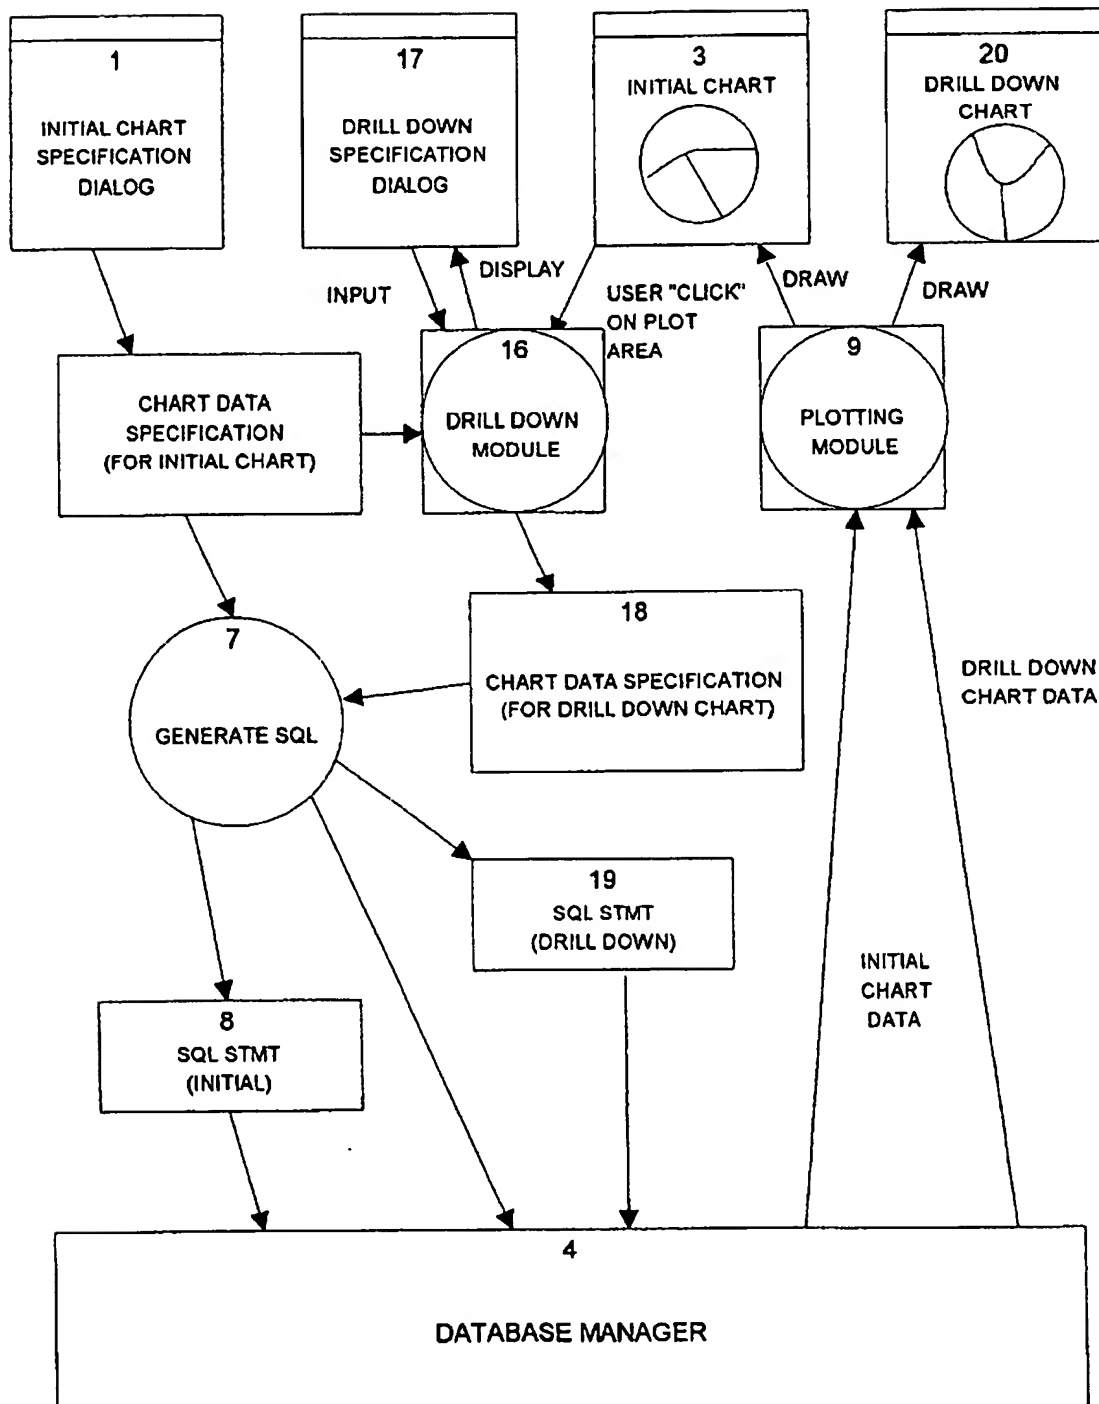 1
INITIAL CHART
SPECIFICATION
DIALOG
17
DRILL DOWN
SPECIFICATION
DIALOG
3
INITIAL CHART
20
DRILL DOWN
CHART
INPUT
DISPLAY
USER "CLICK"
ON PLOT
AREA
DRAW
DRAW
CHART DATA
SPECIFICATION
(FOR INITIAL CHART)
16
DRILL DOWN
MODULE
9
PLOTTING
MODULE
7
GENERATE SQL
18
CHART DATA SPECIFICATION
(FOR DRILL DOWN CHART)
DRILL DOWN
CHART DATA
19
SQL STMT
(DRILL DOWN)
INITIAL
CHART
DATA
8
SQL STMT
(INITIAL)
4
DATABASE MANAGER